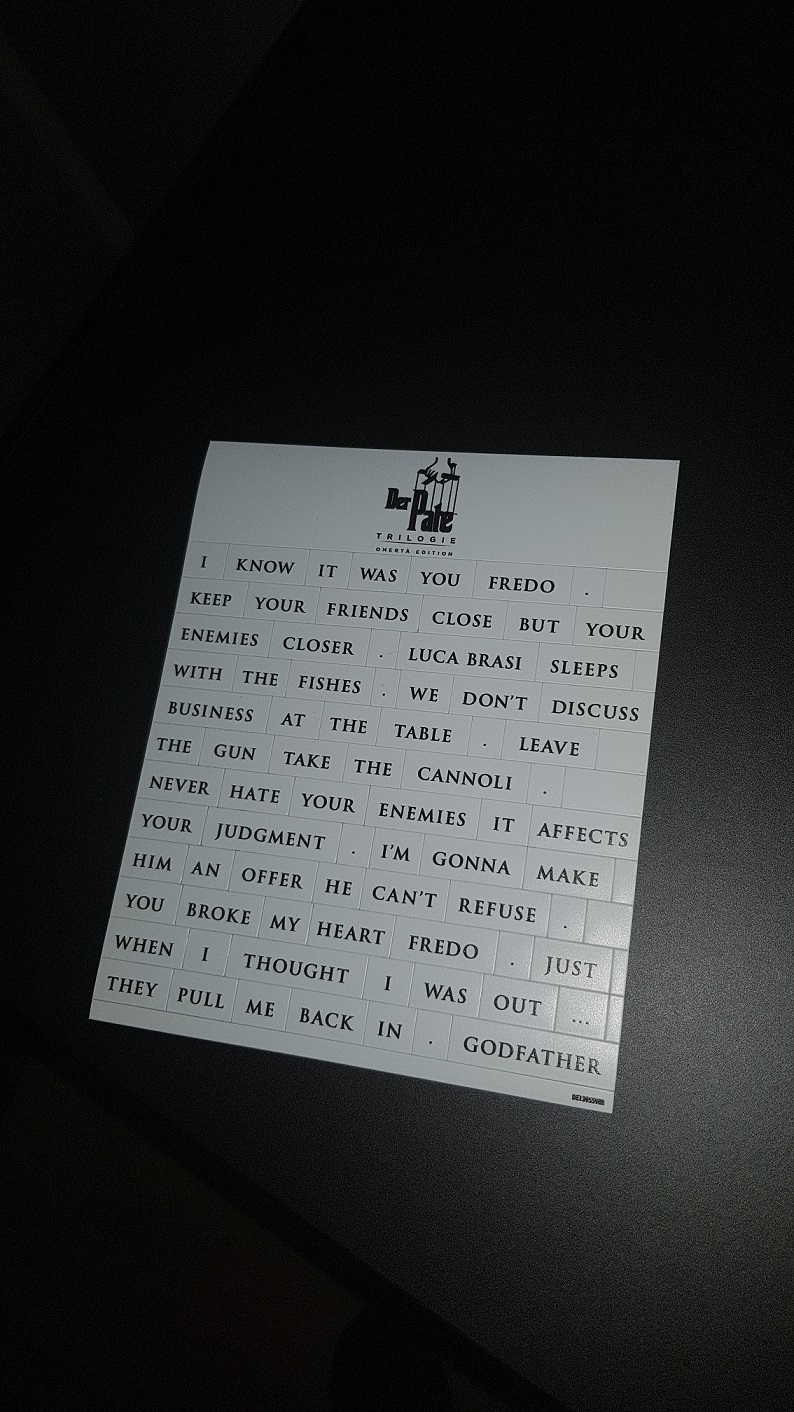 Der Pate
TRILOGIE
OMERTÀ EDITION
I KNOW IT WAS YOU FREDO .
KEEP YOUR FRIENDS CLOSE BUT YOUR
ENEMIES CLOSER . LUCA BRASI SLEEPS
WITH THE FISHES . WE DON'T DISCUSS
BUSINESS AT THE TABLE . LEAVE
THE GUN TAKE THE CANNOLI .
NEVER HATE YOUR ENEMIES IT AFFECTS
YOUR JUDGMENT . I'M GONNA MAKE
HIM AN OFFER HE CAN'T REFUSE .
YOU BROKE MY HEART FREDO . JUST
WHEN I THOUGHT I WAS OUT ...
THEY PULL ME BACK IN . GODFATHER